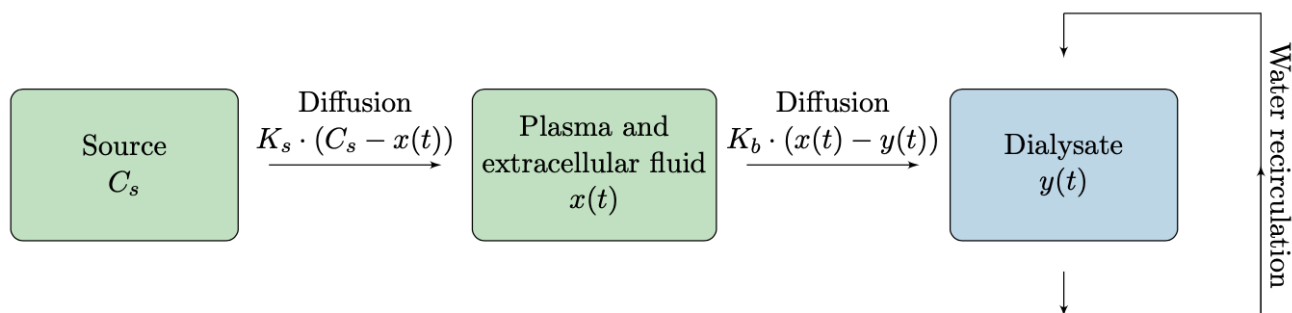 Source
C_s
Diffusion
K_s · (C_s − x(t))
Plasma and
extracellular fluid
x(t)
Diffusion
K_b · (x(t) − y(t))
Dialysate
y(t)
Water recirculation